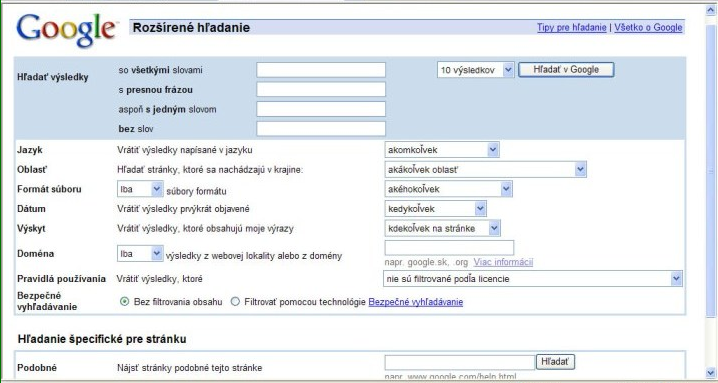 Google™ Rozšírené hľadanie Tipy pre hľadanie | Všetko o Google
Hľadať výsledky so všetkými slovami 10 výsledkov Hľadať v Google
s presnou frázou
aspoň s jedným slovom
bez slov
Jazyk Vrátiť výsledky napísané v jazyku akomkoľvek
Oblasť Hľadať stránky, ktoré sa nachádzajú v krajine: akákoľvek oblasť
Formát súboru Iba súbory formátu akéhokoľvek
Dátum Vrátiť výsledky prvýkrát objavené kedykoľvek
Výskyt Vrátiť výsledky, ktoré obsahujú moje výrazy kdekoľvek na stránke
Doména Iba výsledky z webovej lokality alebo z domény
napr. google.sk, .org Viac informácií
Pravidlá používania Vrátiť výsledky, ktoré nie sú filtrované podľa licencie
Bezpečné vyhľadávanie Bez filtrovania obsahu Filtrovať pomocou technológie Bezpečné vyhľadávanie
Hľadanie špecifické pre stránku
Podobné Nájsť stránky podobné tejto stránke Hľadať
napr. www.google.com/help.html